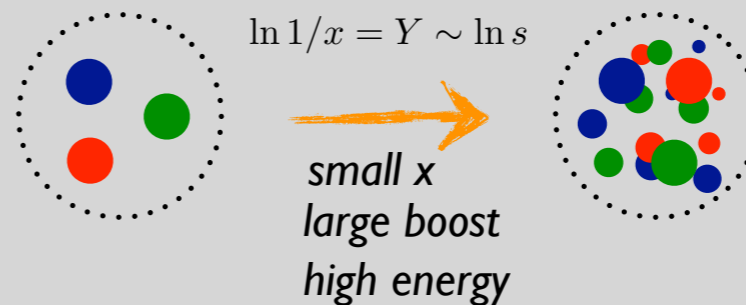 ln 1/x = Y ∼ ln s
small x
large boost
high energy